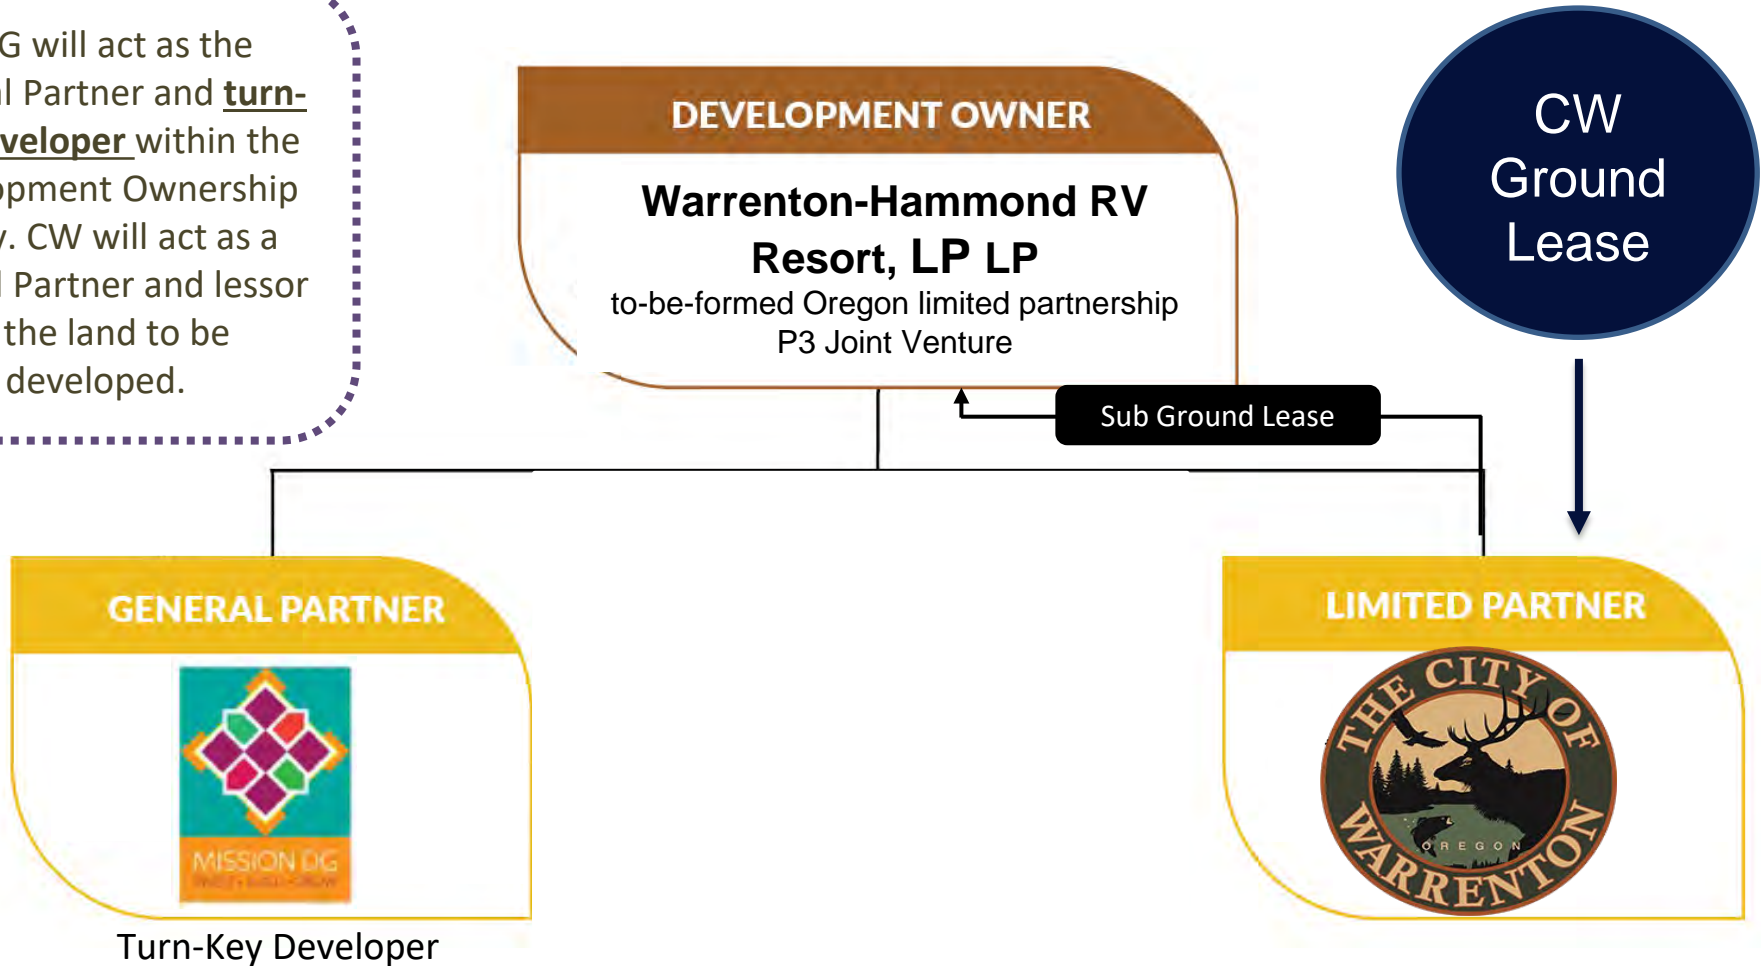 G will act as the
l Partner and turn-
veloper within the
opment Ownership
y. CW will act as a
l Partner and lessor
the land to be
developed.
DEVELOPMENT OWNER
Warrenton-Hammond RV
Resort, LP LP
to-be-formed Oregon limited partnership
P3 Joint Venture
CW
Ground
Lease
Sub Ground Lease
GENERAL PARTNER
MISSION DG
Turn-Key Developer
LIMITED PARTNER
THE CITY OF
WARRENTON
OREGON